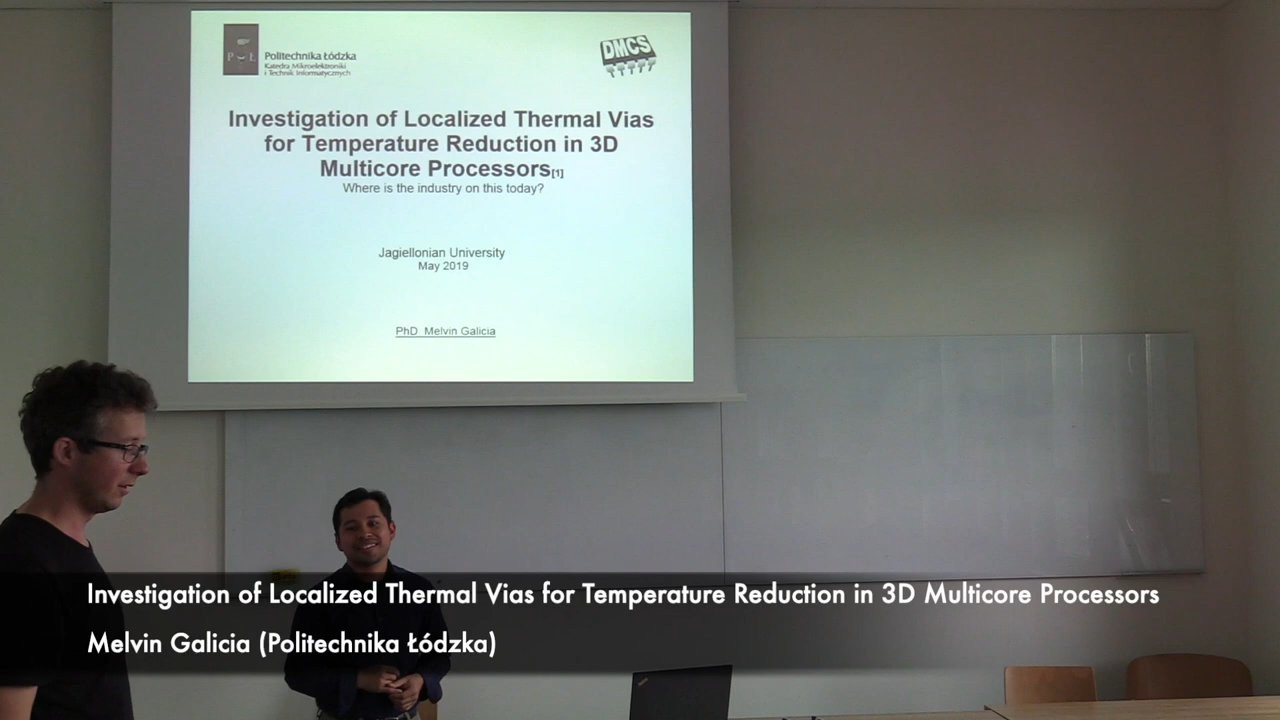 P Ł
Politechnika Łódzka
Katedra Mikroelektroniki
i Technik Informatycznych
DMCS
Investigation of Localized Thermal Vias
for Temperature Reduction in 3D
Multicore Processors[1]
Where is the industry on this today?
Jagiellonian University
May 2019
PhD Melvin Galicia
Investigation of Localized Thermal Vias for Temperature Reduction in 3D Multicore Processors
Melvin Galicia (Politechnika Łódzka)